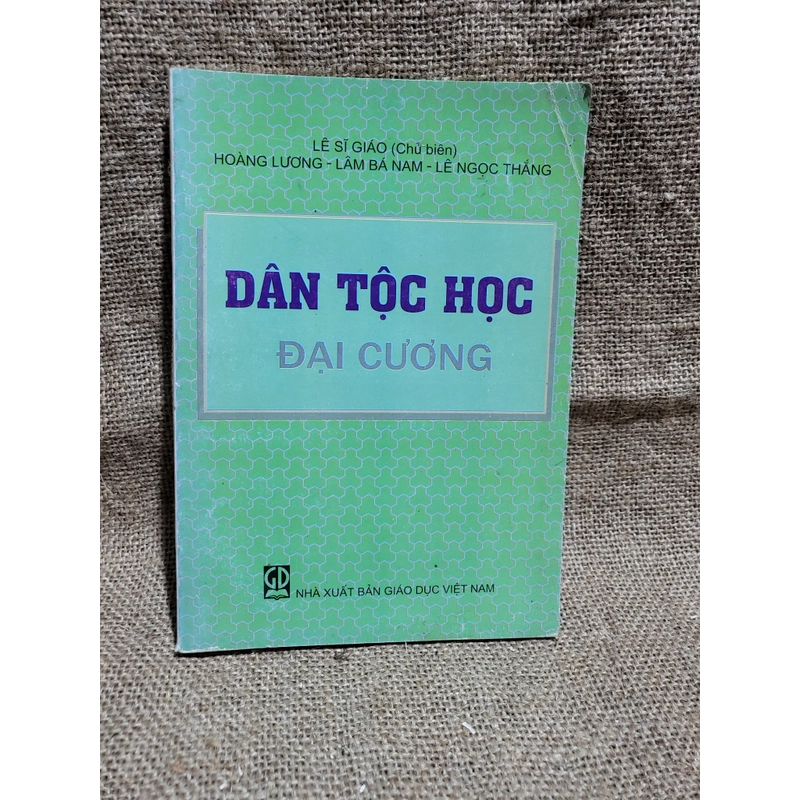 LÊ SĨ GIÁO (Chủ biên)
HOÀNG LƯƠNG - LÂM BÁ NAM - LÊ NGỌC THẮNG
DÂN TỘC HỌC
ĐẠI CƯƠNG
GD
NHÀ XUẤT BẢN GIÁO DỤC VIỆT NAM